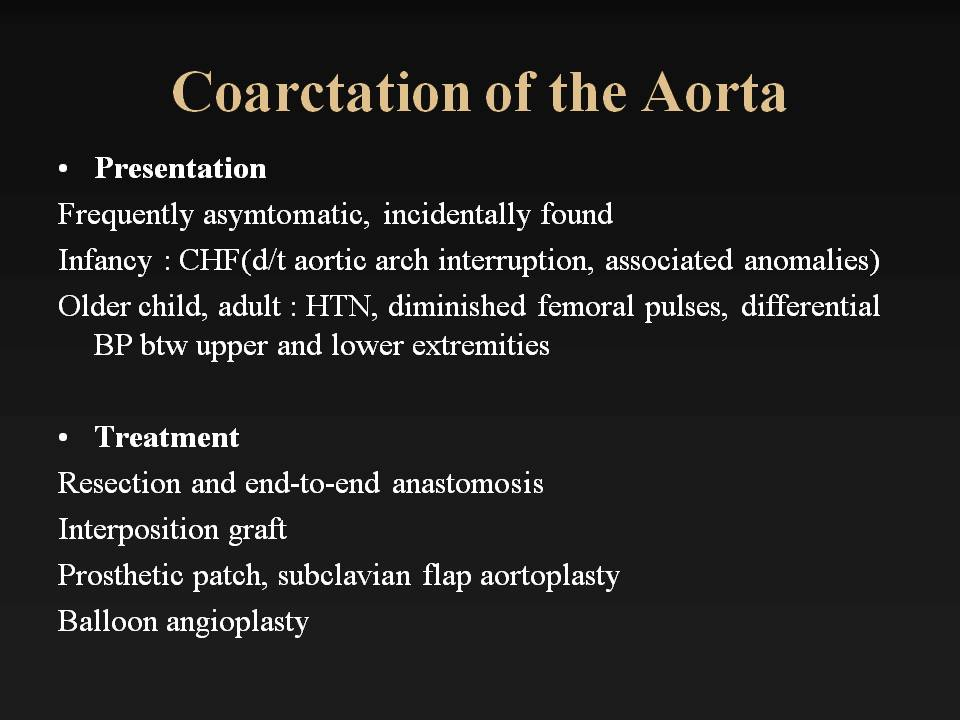 Coarctation of the Aorta
• Presentation
Frequently asymtomatic, incidentally found
Infancy : CHF(d/t aortic arch interruption, associated anomalies)
Older child, adult : HTN, diminished femoral pulses, differential
BP btw upper and lower extremities
• Treatment
Resection and end-to-end anastomosis
Interposition graft
Prosthetic patch, subclavian flap aortoplasty
Balloon angioplasty